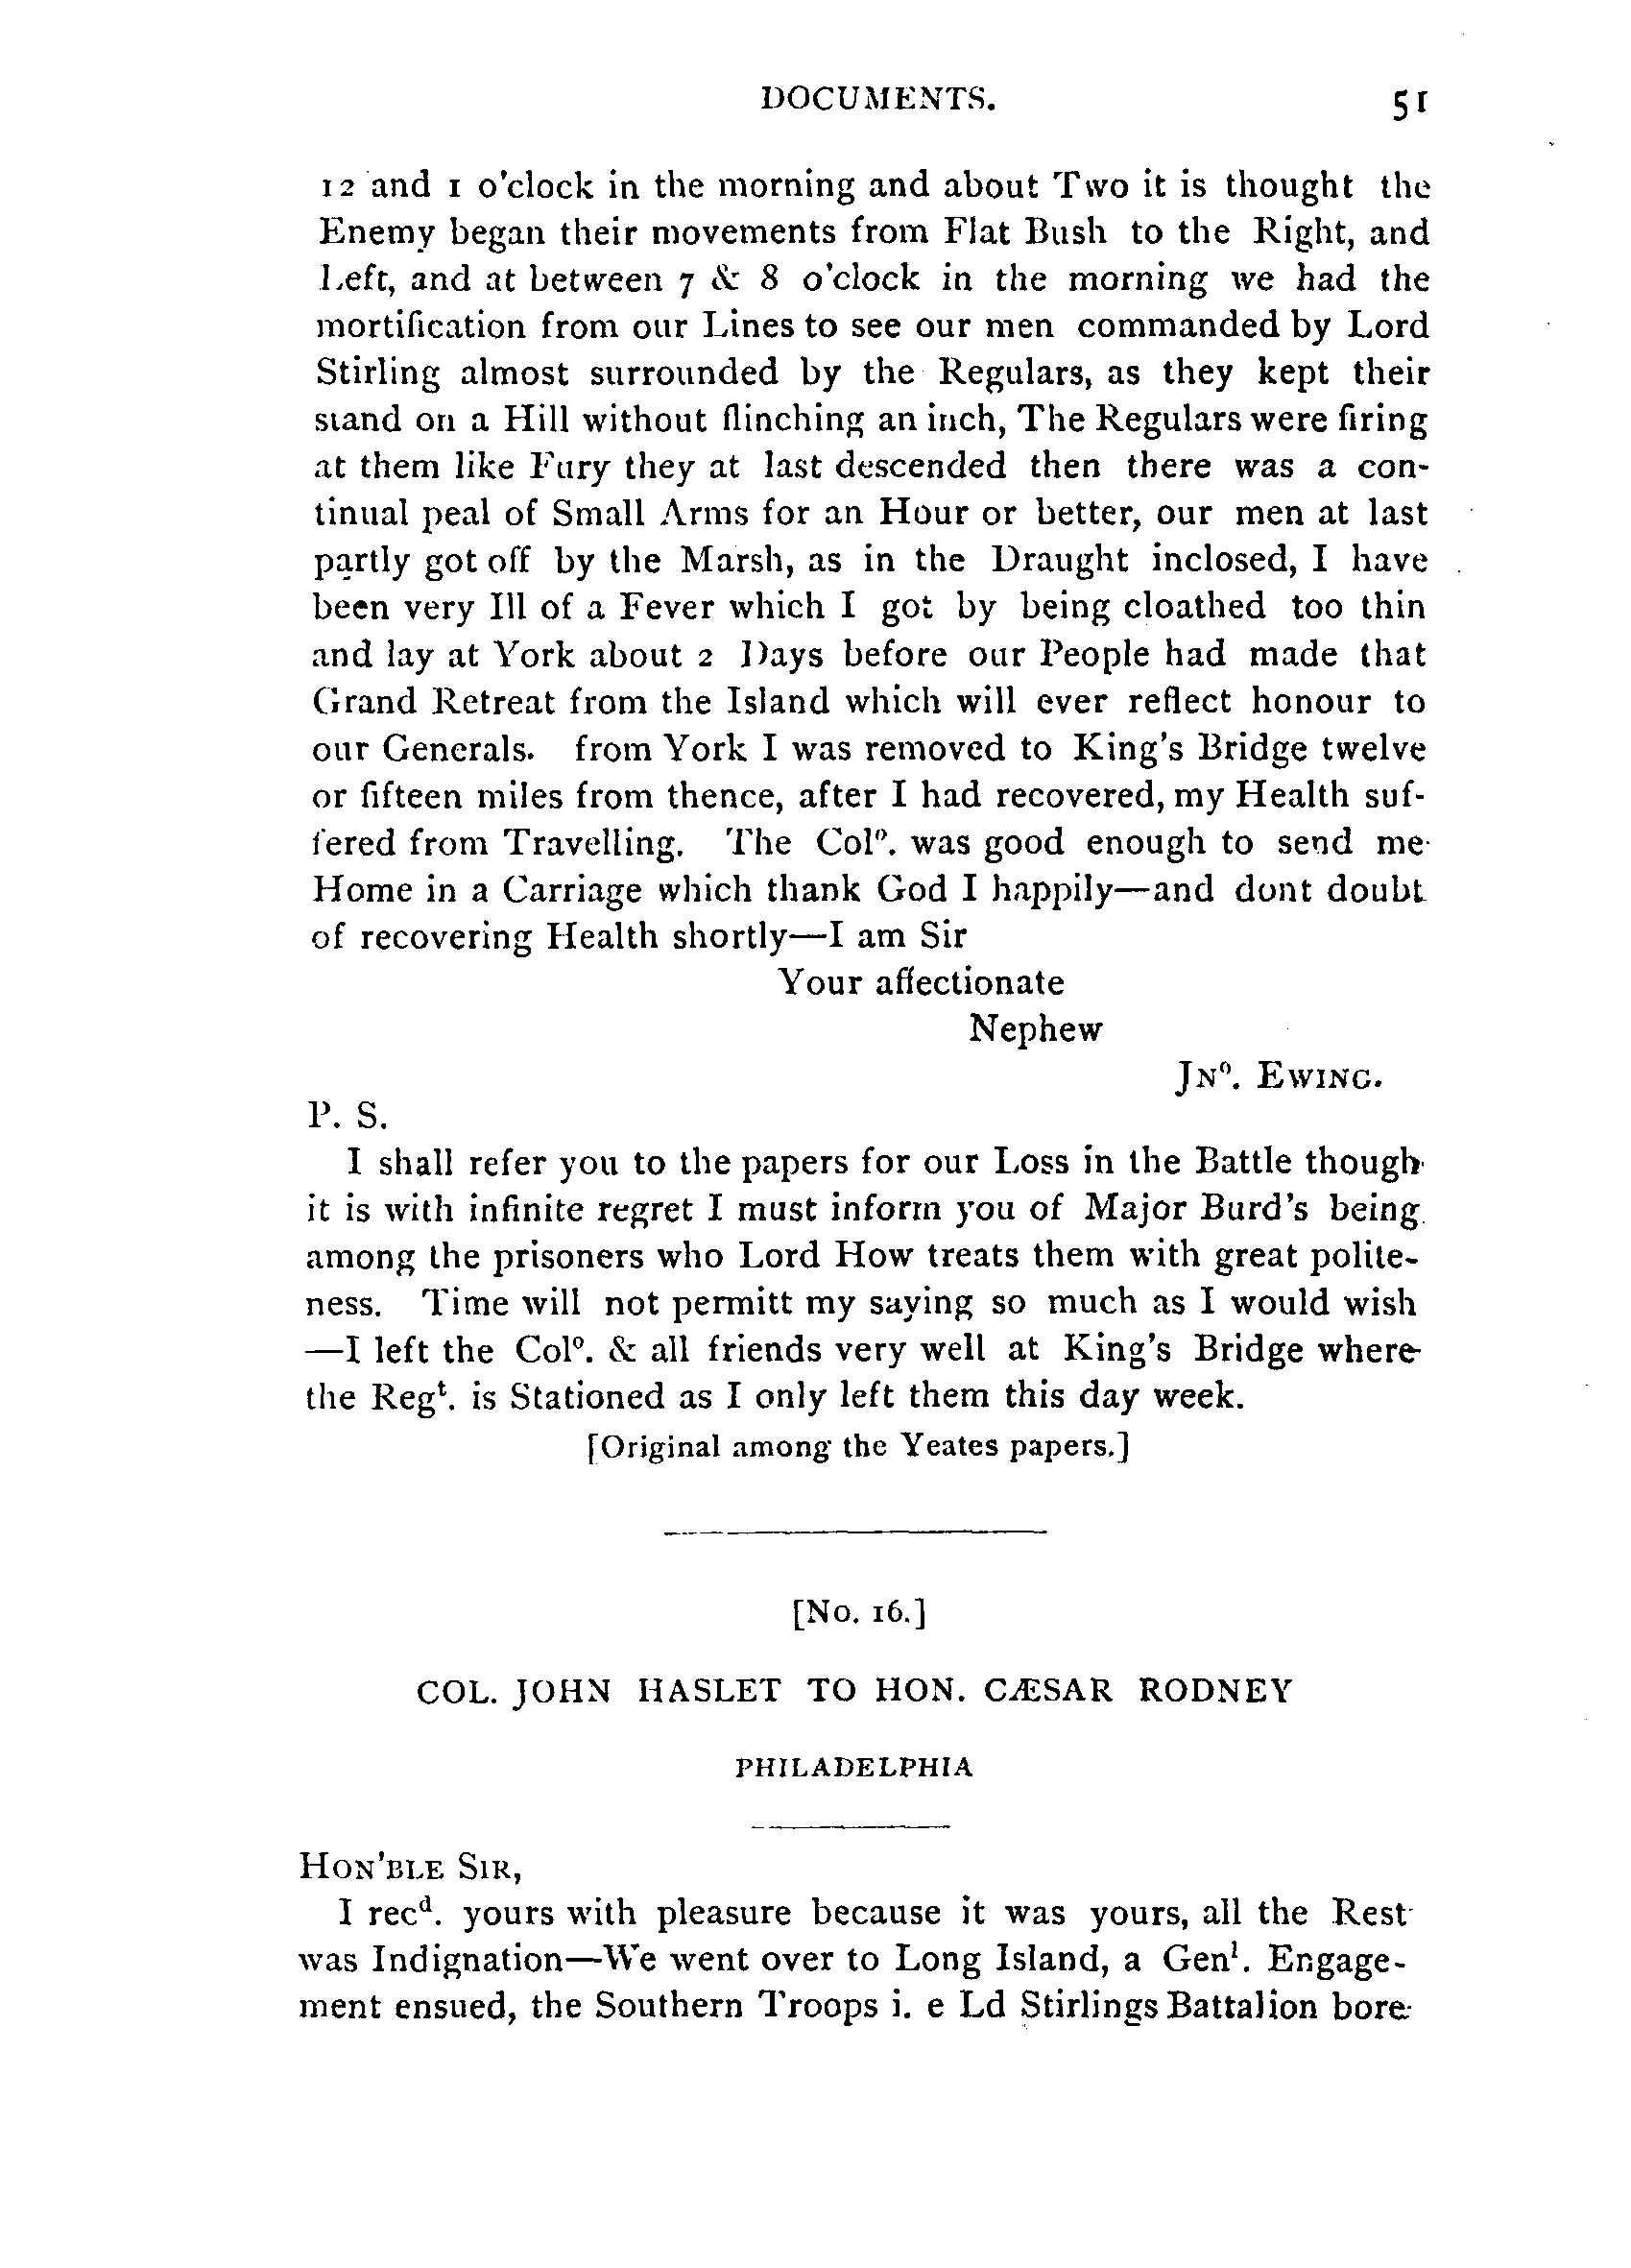 DOCUMENTS. 51
12 and 1 o'clock in the morning and about Two it is thought the
Enemy began their movements from Flat Bush to the Right, and
Left, and at between 7 & 8 o'clock in the morning we had the
mortification from our Lines to see our men commanded by Lord
Stirling almost surrounded by the Regulars, as they kept their
stand on a Hill without flinching an inch, The Regulars were firing
at them like Fury they at last descended then there was a con-
tinual peal of Small Arms for an Hour or better, our men at last
partly got off by the Marsh, as in the Draught inclosed, I have
been very Ill of a Fever which I got by being cloathed too thin
and lay at York about 2 Days before our People had made that
Grand Retreat from the Island which will ever reflect honour to
our Generals. from York I was removed to King's Bridge twelve
or fifteen miles from thence, after I had recovered, my Health suf-
fered from Travelling. The Colº. was good enough to send me
Home in a Carriage which thank God I happily—and dont doubt
of recovering Health shortly—I am Sir
Your affectionate
Nephew
Jnº. Ewing.
P. S.
I shall refer you to the papers for our Loss in the Battle though
it is with infinite regret I must inform you of Major Burd's being
among the prisoners who Lord How treats them with great polite-
ness. Time will not permitt my saying so much as I would wish
—I left the Colº. & all friends very well at King's Bridge where
the Regᵗ. is Stationed as I only left them this day week.
[Original among the Yeates papers.]
[No. 16.]
COL. JOHN HASLET TO HON. CÆSAR RODNEY
PHILADELPHIA
Hon'ble Sir,
I recᵈ. yours with pleasure because it was yours, all the Rest
was Indignation—We went over to Long Island, a Genˡ. Engage-
ment ensued, the Southern Troops i. e Ld Stirlings Battalion bore